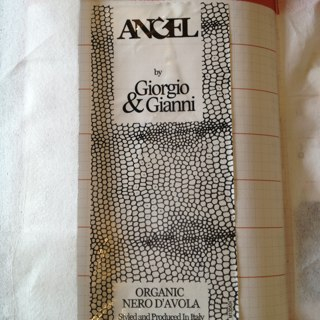 ANGEL
by
Giorgio
& Gianni
ORGANIC
NERO D'AVOLA
Styled and Produced In Italy